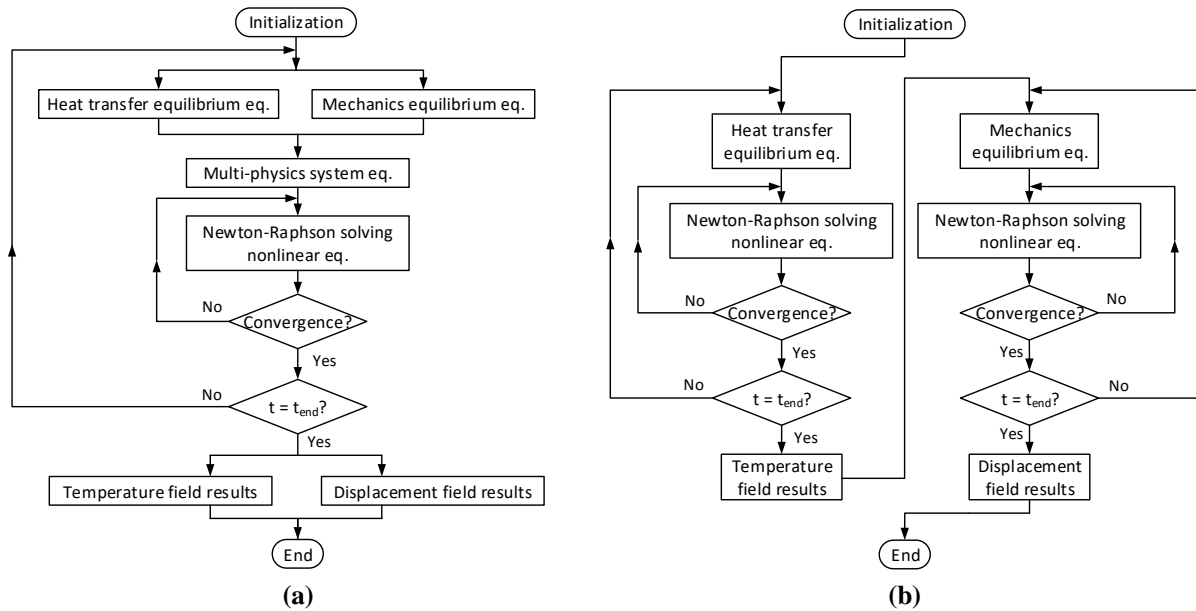 Initialization
Heat transfer equilibrium eq.
Mechanics equilibrium eq.
Multi-physics system eq.
Newton-Raphson solving
nonlinear eq.
No
Convergence?
Yes
No
t = tend?
Yes
Temperature field results
Displacement field results
End
(a)
Initialization
Heat transfer
equilibrium eq.
Newton-Raphson solving
nonlinear eq.
No
Convergence?
Yes
No
t = tend?
Yes
Temperature
field results
Mechanics
equilibrium eq.
Newton-Raphson solving
nonlinear eq.
No
Convergence?
Yes
No
t = tend?
Yes
Displacement
field results
End
(b)